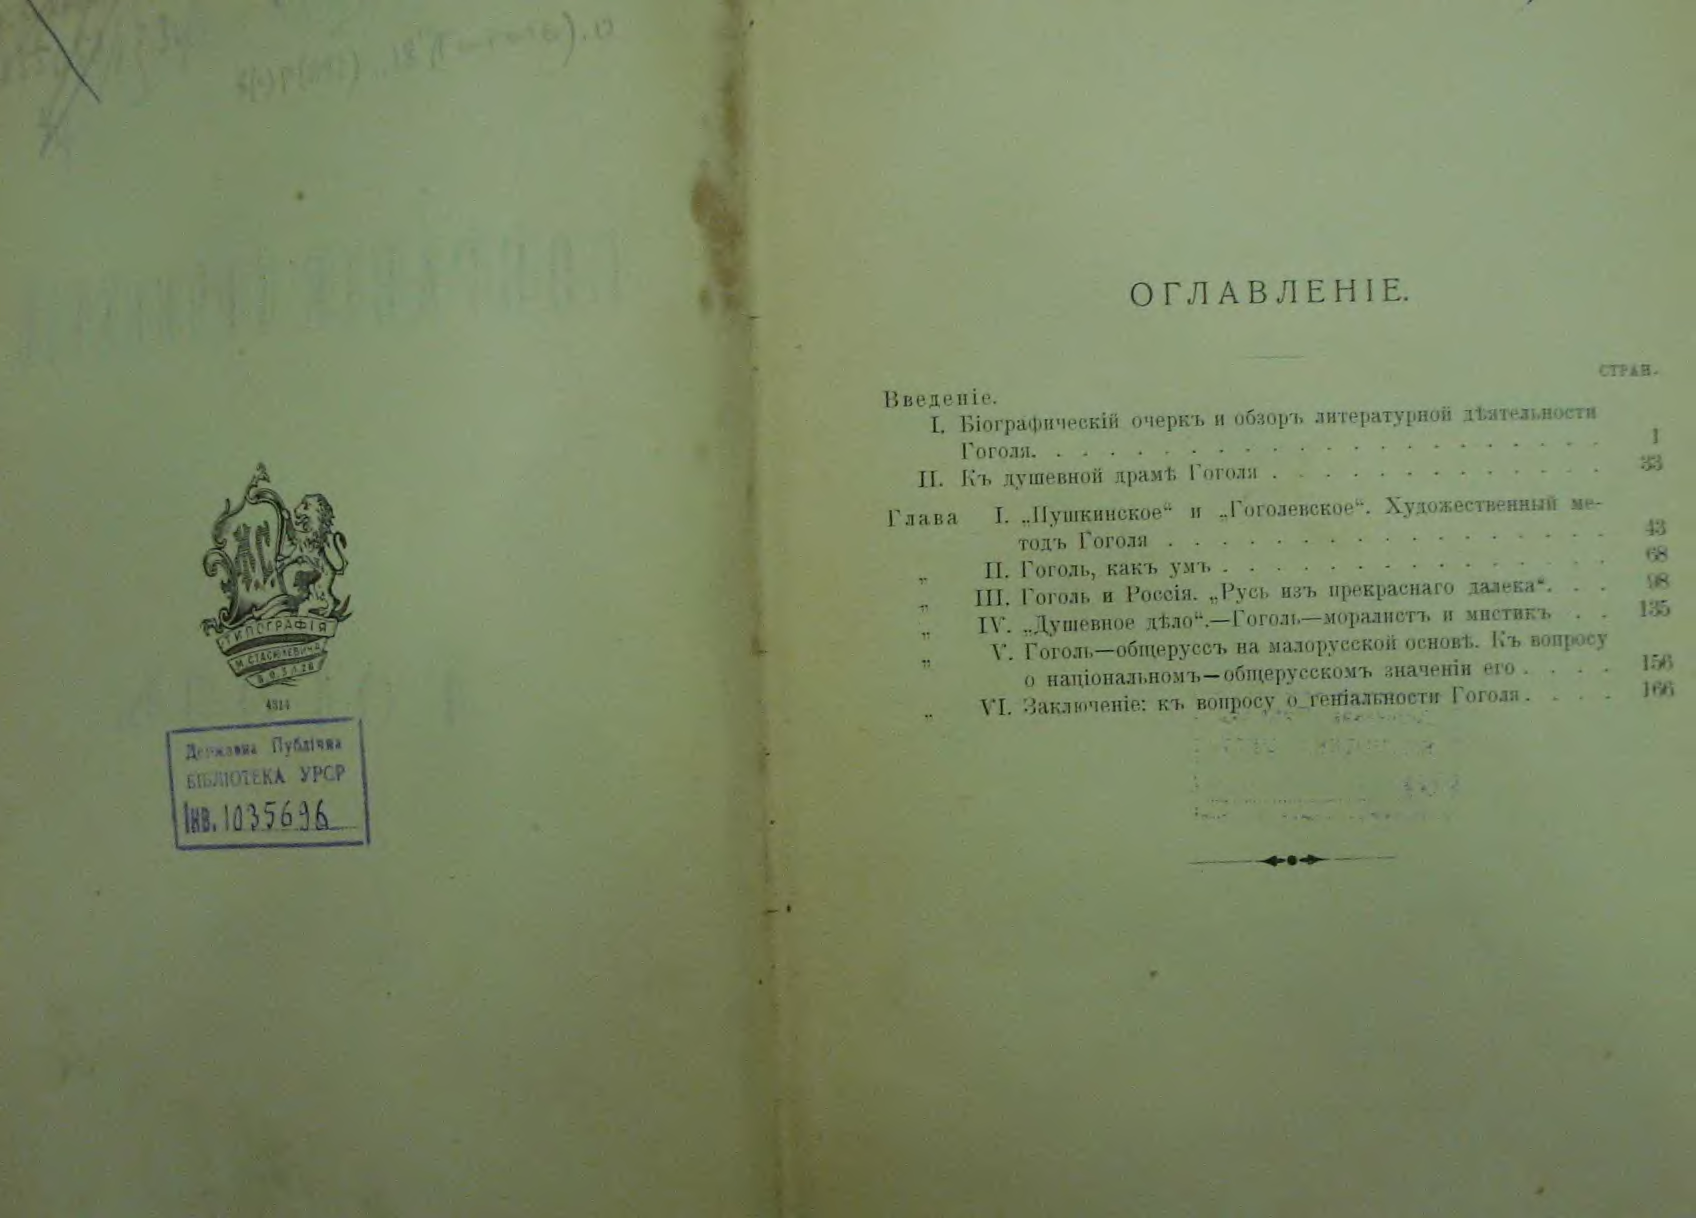 ТИПОГРАФІЯ
М. СТАСЮЛЕВИЧА
Державна Публічна
БІБЛІОТЕКА УРСР
Інв. 1035696
ОГЛАВЛЕНІЕ.
СТРАН.
Введеніе.
I. Біографическій очеркъ и обзоръ литературной дѣятельности
Гоголя. . . . . . . . . . . . . . . . . . . . . . 1
II. Къ душевной драмѣ Гоголя . . . . . . . . . . . . . 33
Глава I. „Пушкинское“ и „Гоголевское“. Художественный ме-
тодъ Гоголя . . . . . . . . . . . . . . . . . 43
„ II. Гоголь, какъ умъ . . . . . . . . . . . . . . . 68
„ III. Гоголь и Россія. „Русь изъ прекраснаго далека“. . . 98
„ IV. „Душевное дѣло“.—Гоголь—моралистъ и мистикъ . . 135
„ V. Гоголь—общеруссъ на малорусской основѣ. Къ вопросу
о національномъ—общерусскомъ значеніи его . . . . 156
„ VI. Заключеніе: къ вопросу о геніальности Гоголя . . . . 166